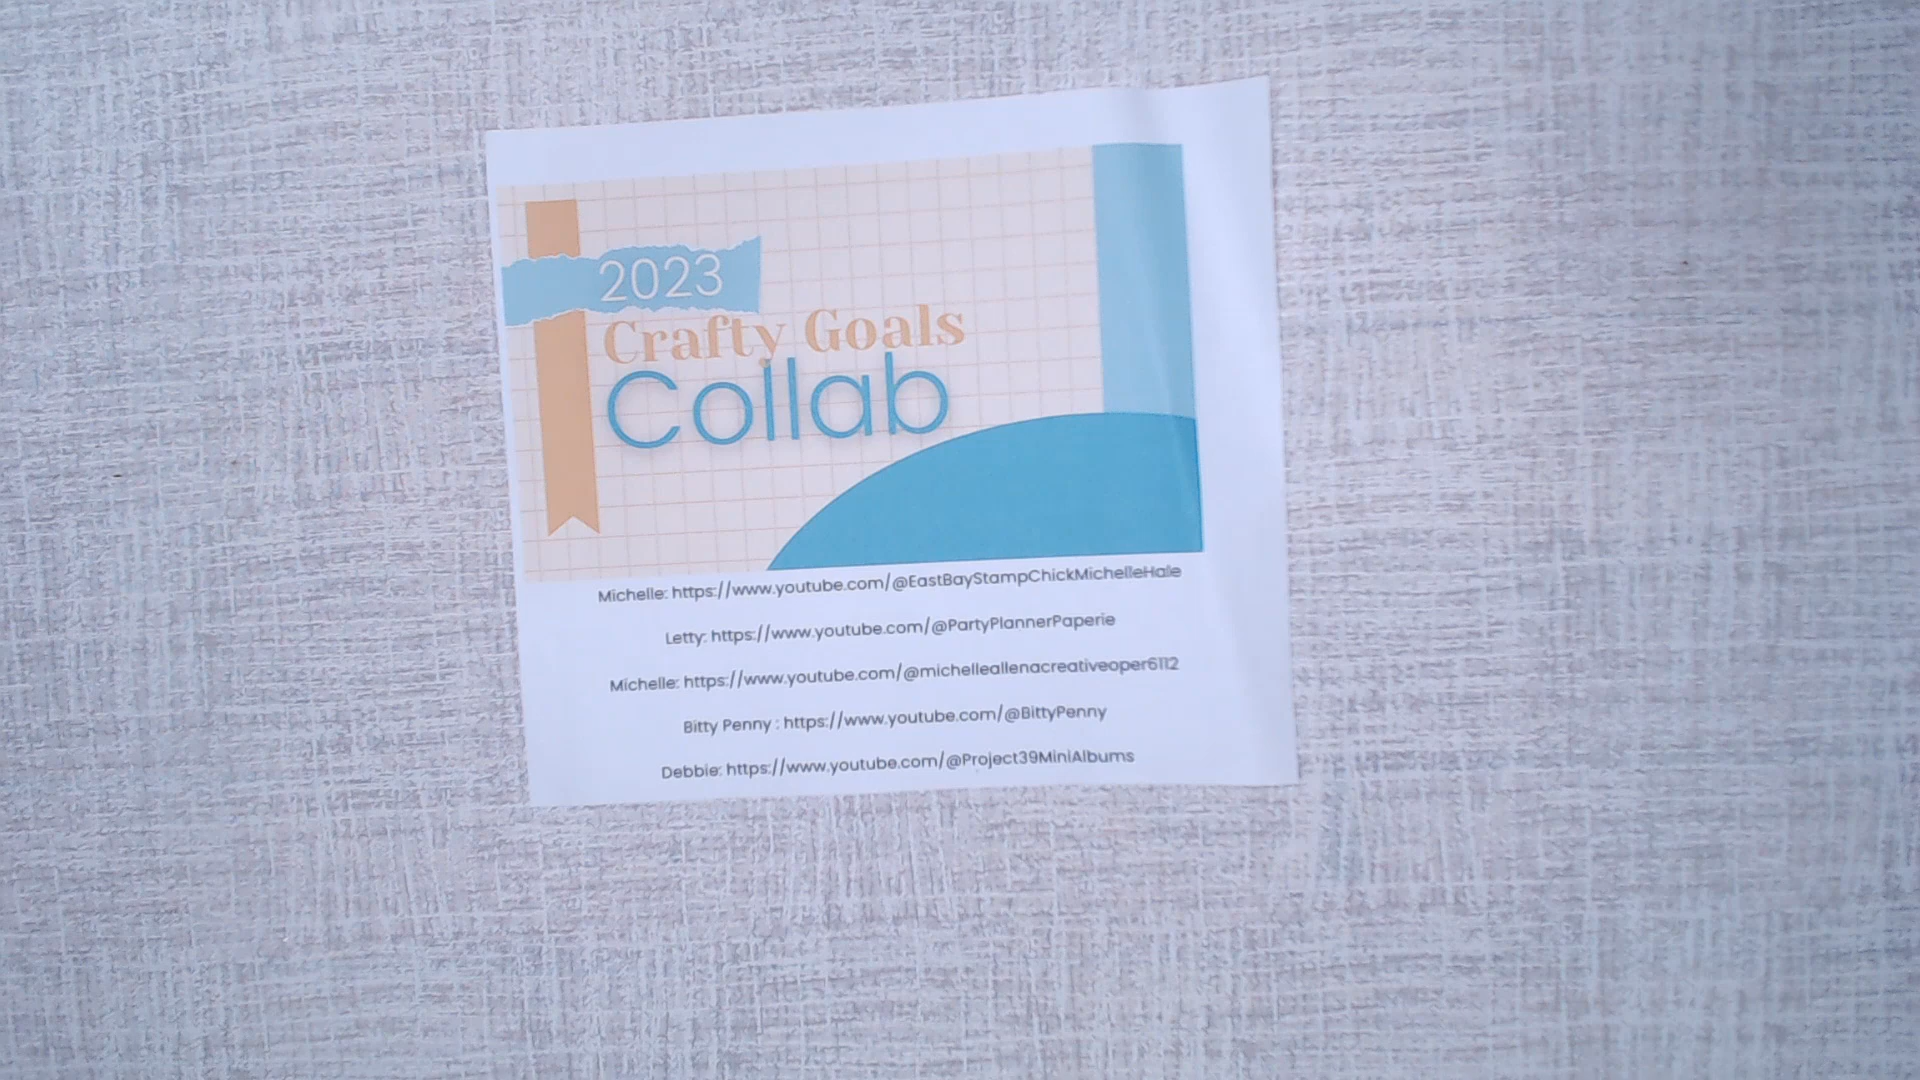 2023
Crafty Goals
Collab
Michelle: https://www.youtube.com/@EastBayStampChickMichelleHale
Letty: https://www.youtube.com/@PartyPlannerPaperie
Michelle: https://www.youtube.com/@michelleallenacreativeoper6112
Bitty Penny : https://www.youtube.com/@BittyPenny
Debbie: https://www.youtube.com/@Project39MiniAlbums